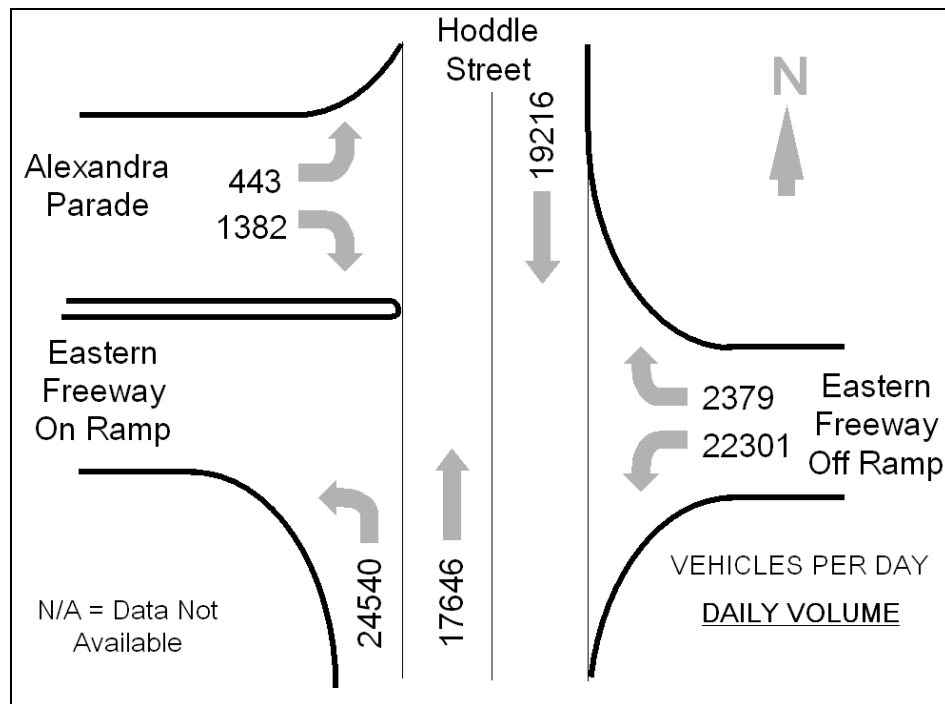 Hoddle
Street
N
19216
Alexandra
Parade
443
1382
Eastern
Freeway
On Ramp
2379
22301
Eastern
Freeway
Off Ramp
24540
17646
N/A = Data Not
Available
VEHICLES PER DAY
DAILY VOLUME